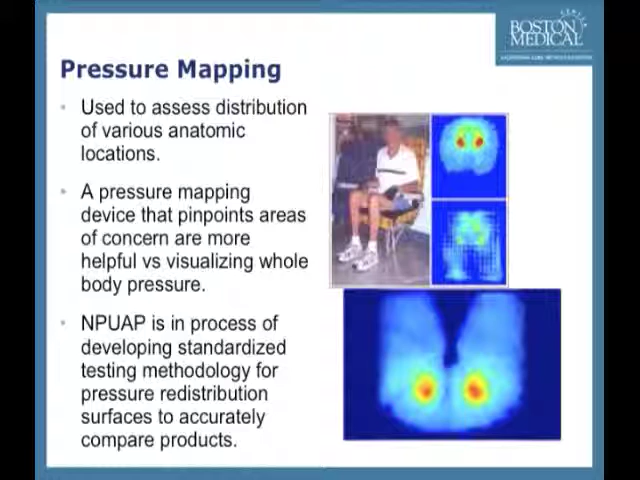 BOSTON
MEDICAL
CENTER
Pressure Mapping
Used to assess distribution
of various anatomic
locations.
A pressure mapping
device that pinpoints areas
of concern are more
helpful vs visualizing whole
body pressure.
NPUAP is in process of
developing standardized
testing methodology for
pressure redistribution
surfaces to accurately
compare products.